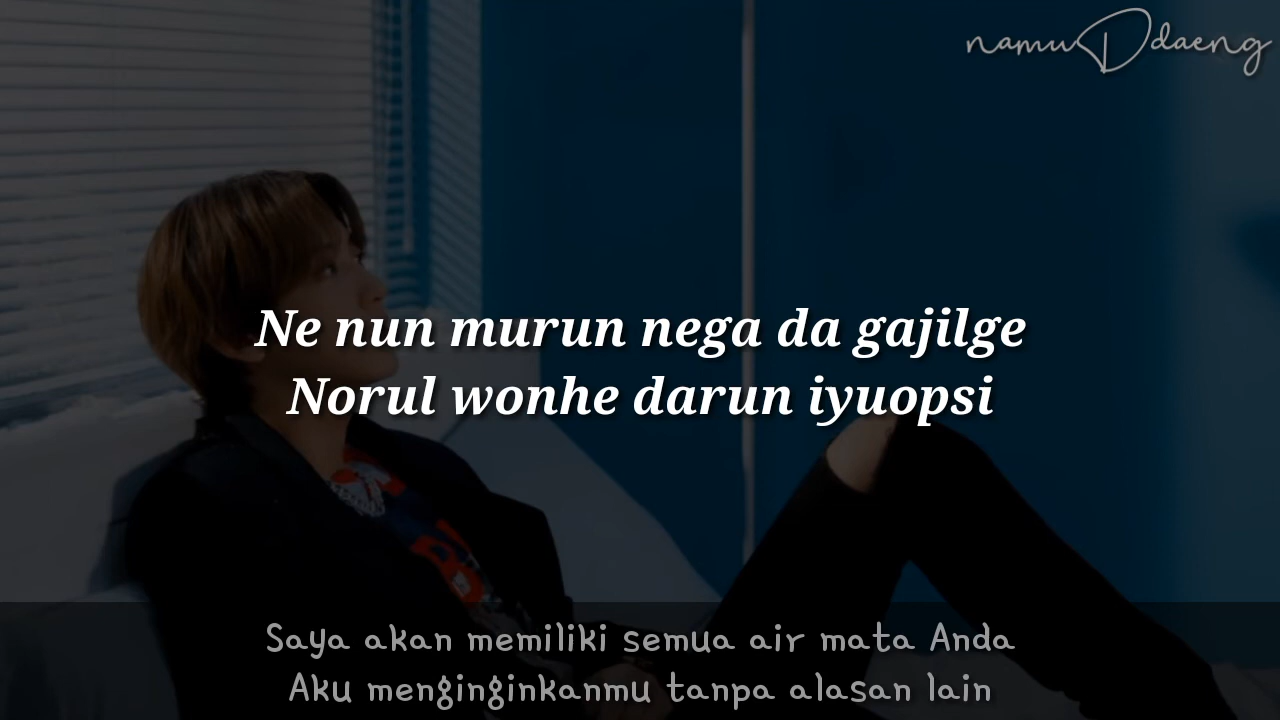 namuDdaeng
Ne nun murun nega da gajilge
Norul wonhe darun iyuopsi
Saya akan memiliki semua air mata Anda
Aku menginginkanmu tanpa alasan lain